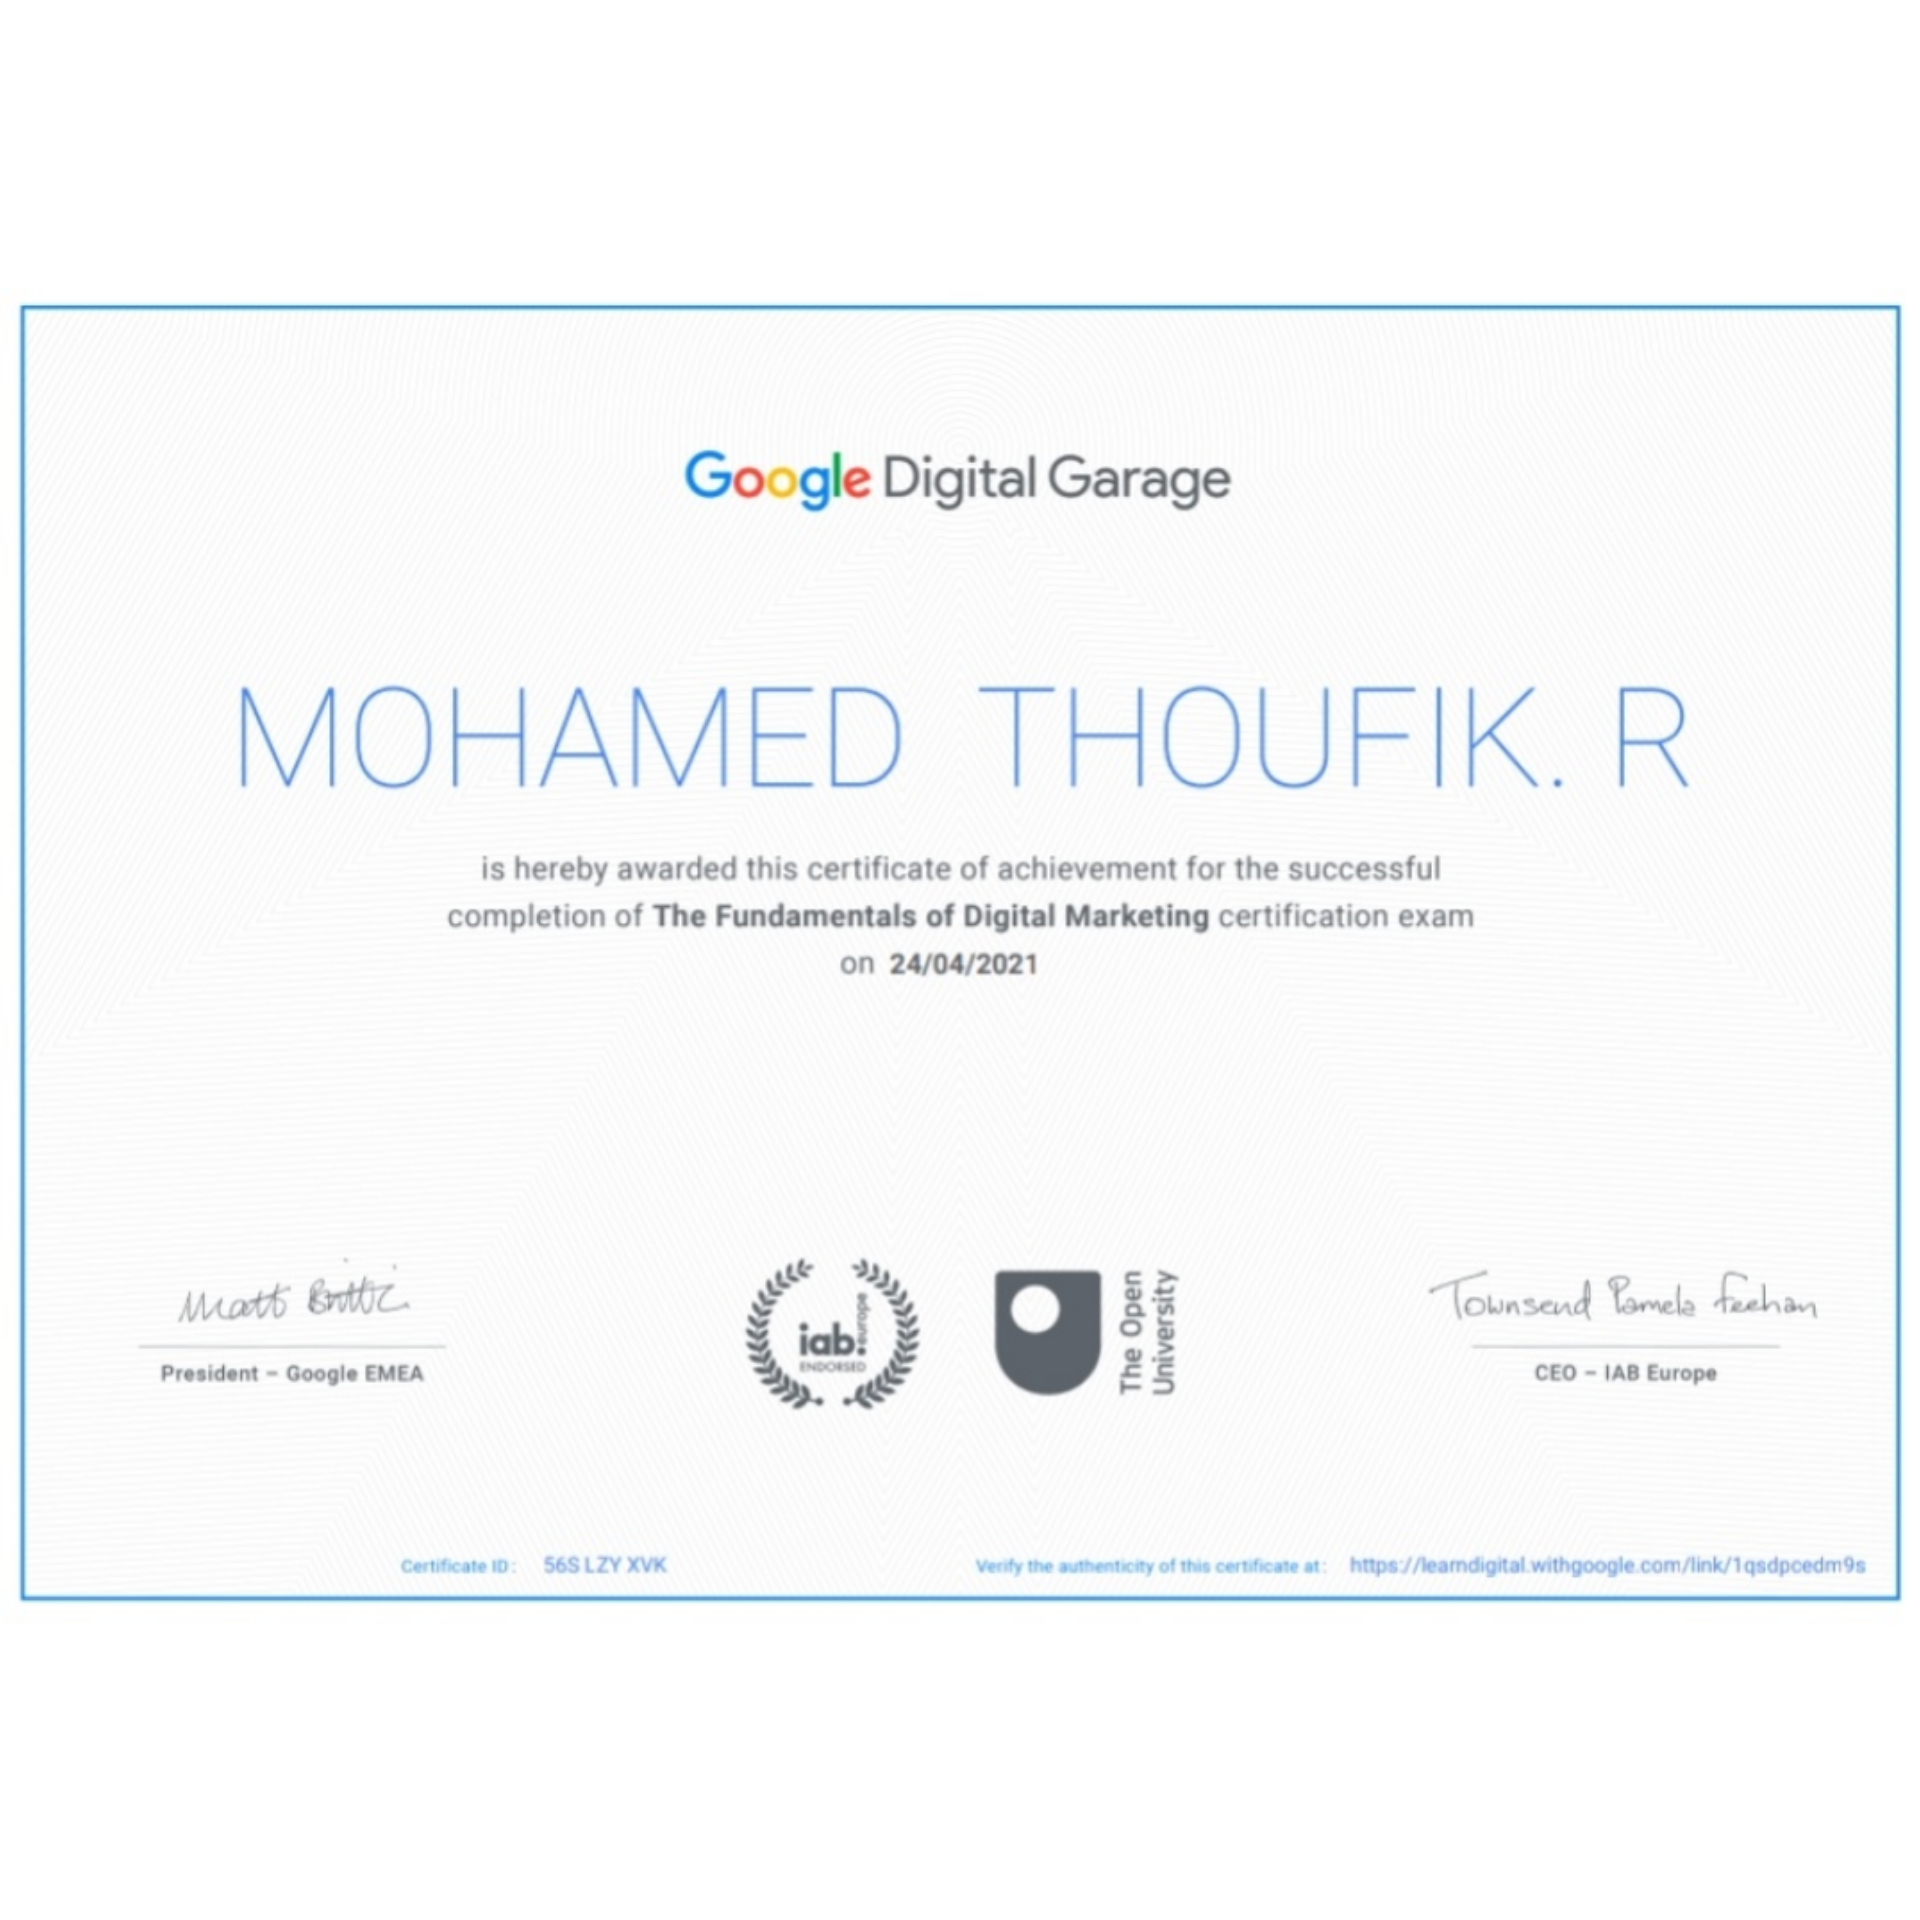 Google Digital Garage
MOHAMED THOUFIK. R
is hereby awarded this certificate of achievement for the successful
completion of The Fundamentals of Digital Marketing certification exam
on 24/04/2021
Matt Brittin
President – Google EMEA
iab.europe
ENDORSED
The Open
University
Townsend Pamela Feehan
CEO – IAB Europe
Certificate ID: 56S LZY XVK
Verify the authenticity of this certificate at: https://learndigital.withgoogle.com/link/1qsdpcedm9s